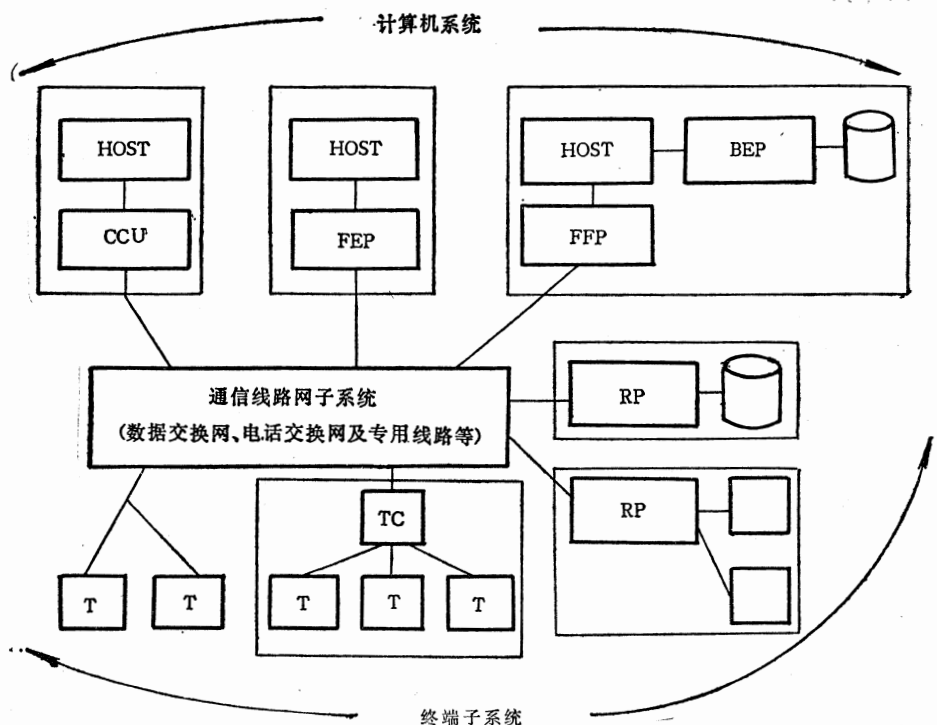 计算机系统
HOST
HOST
HOST
BEP
CCU
FEP
FFP
通信线路网子系统
(数据交换网、电话交换网及专用线路等)
RP
RP
TC
T
T
T
T
T
终端子系统